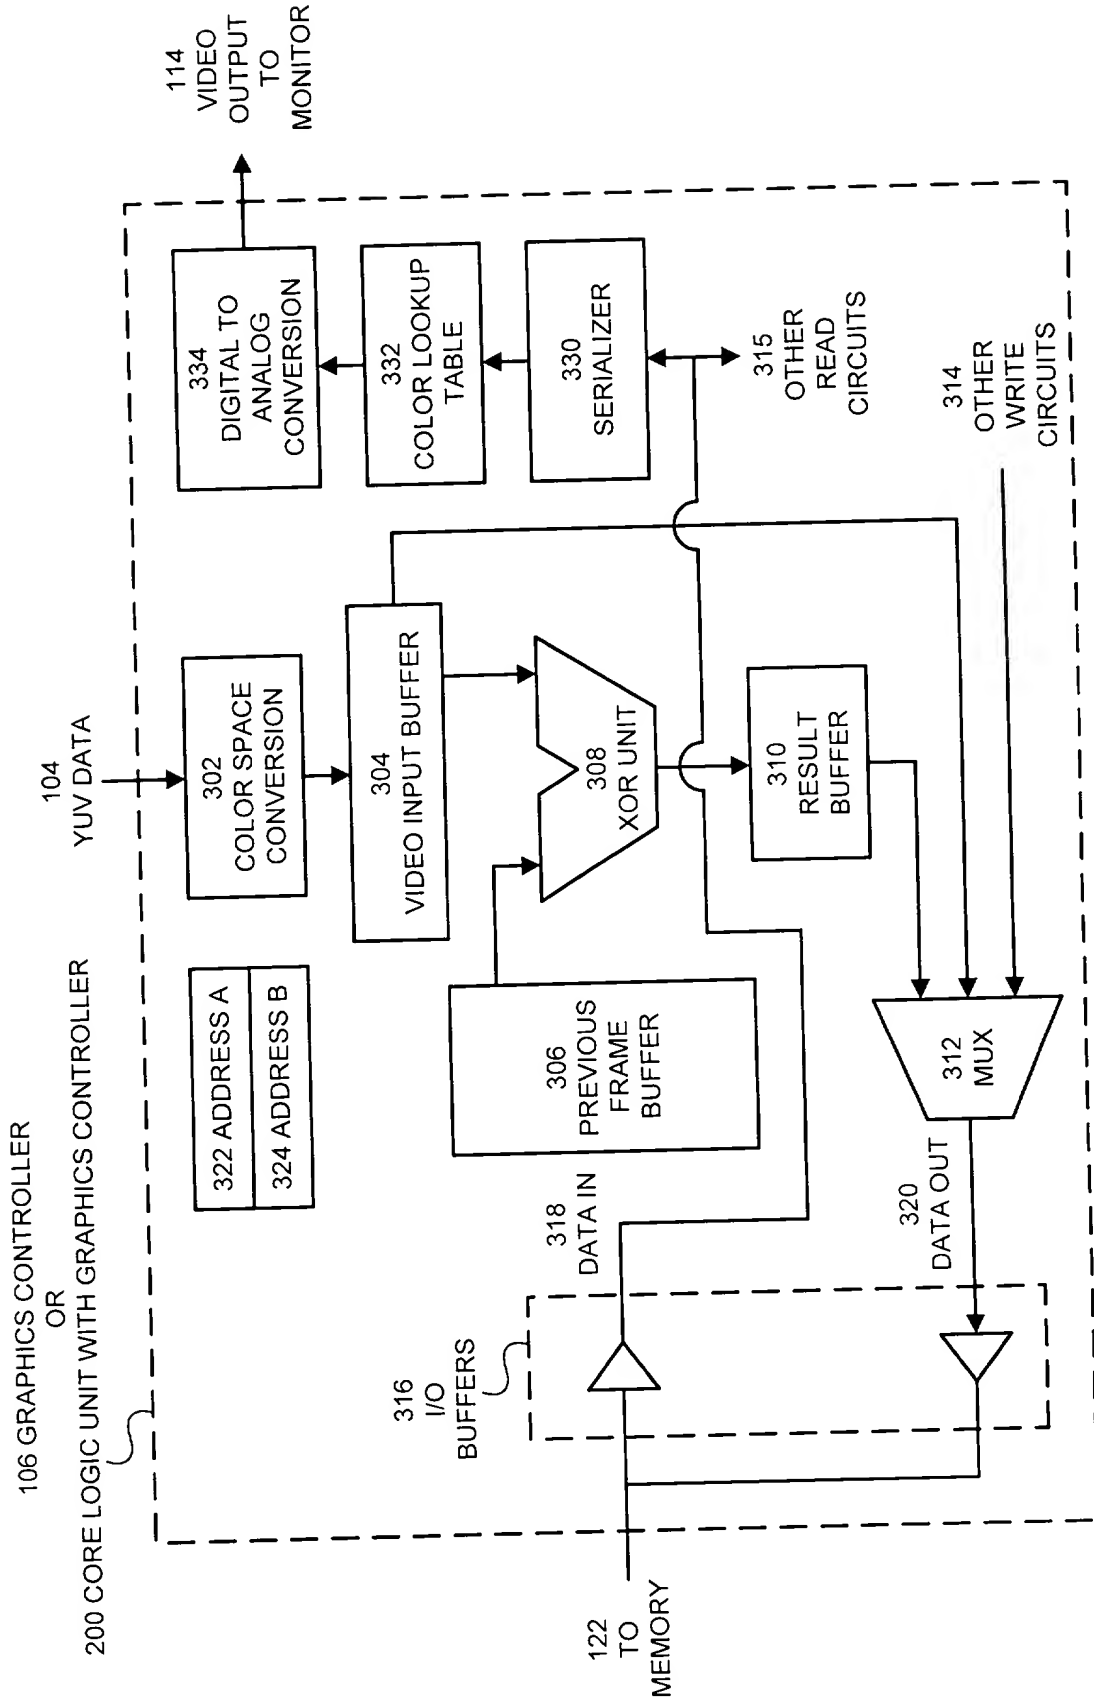 106 GRAPHICS CONTROLLER
OR
200 CORE LOGIC UNIT WITH GRAPHICS CONTROLLER
104
YUV DATA
114
VIDEO
OUTPUT
TO
MONITOR
322 ADDRESS A
324 ADDRESS B
302
COLOR SPACE
CONVERSION
334
DIGITAL TO
ANALOG
CONVERSION
304
VIDEO INPUT BUFFER
332
COLOR LOOKUP
TABLE
316
I/O
BUFFERS
318
DATA IN
306
PREVIOUS
FRAME
BUFFER
308
XOR UNIT
330
SERIALIZER
122
TO
MEMORY
310
RESULT
BUFFER
315
OTHER
READ
CIRCUITS
320
DATA OUT
312
MUX
314
OTHER
WRITE
CIRCUITS